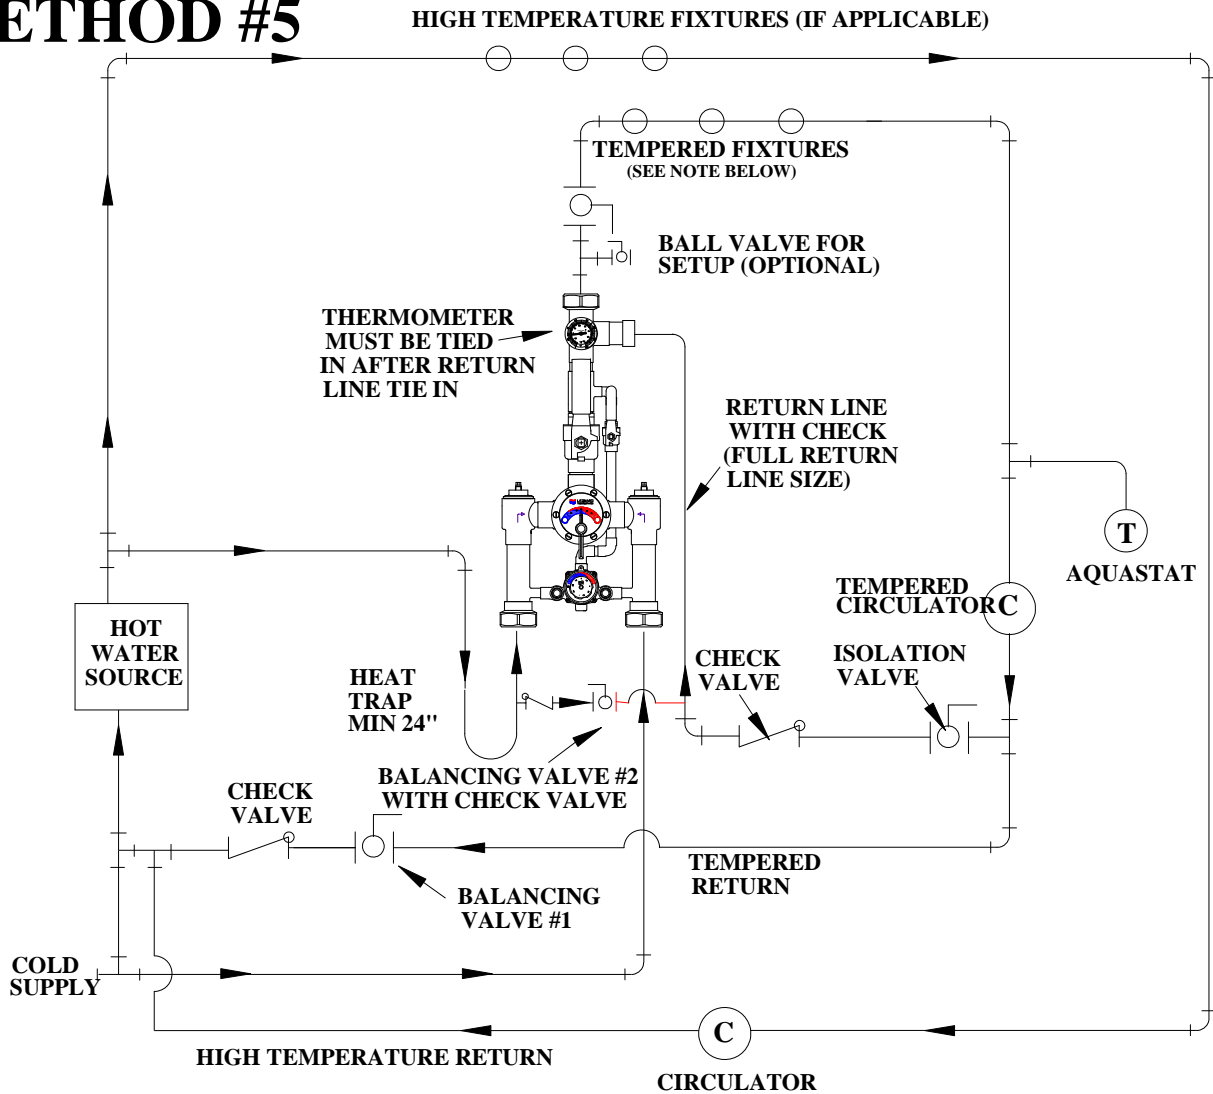 ETHOD #5
HIGH TEMPERATURE FIXTURES (IF APPLICABLE)
TEMPERED FIXTURES
(SEE NOTE BELOW)
BALL VALVE FOR
SETUP (OPTIONAL)
THERMOMETER
MUST BE TIED
IN AFTER RETURN
LINE TIE IN
RETURN LINE
WITH CHECK
(FULL RETURN
LINE SIZE)
T
AQUASTAT
TEMPERED
CIRCULATOR
C
HOT
WATER
SOURCE
HEAT
TRAP
MIN 24"
CHECK
VALVE
ISOLATION
VALVE
BALANCING VALVE #2
WITH CHECK VALVE
CHECK
VALVE
TEMPERED
RETURN
BALANCING
VALVE #1
COLD
SUPPLY
C
HIGH TEMPERATURE RETURN
CIRCULATOR